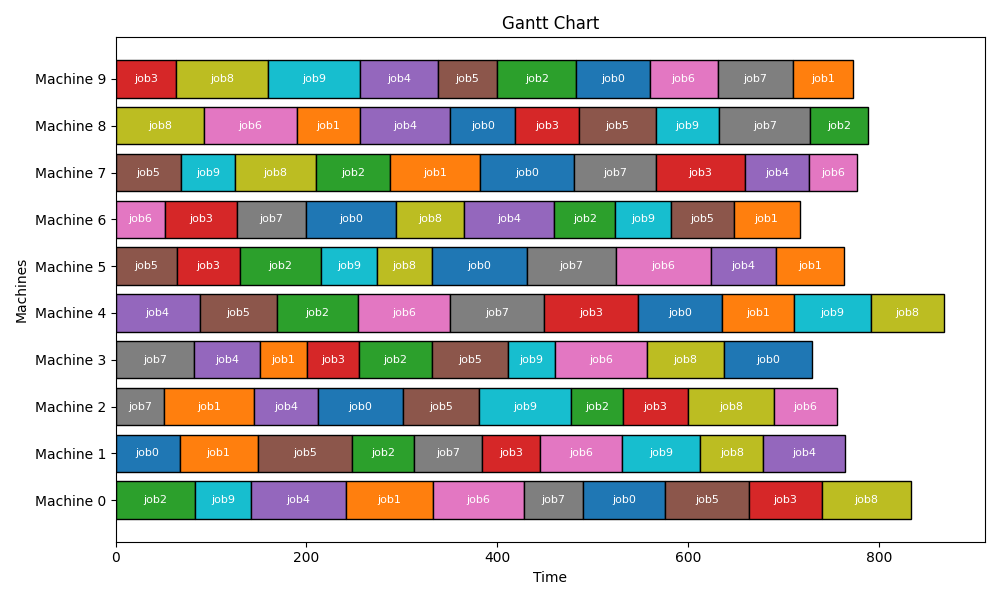 Gantt Chart
Machine 9 job3 job8 job9 job4 job5 job2 job0 job6 job7 job1
Machine 8 job8 job6 job1 job4 job0 job3 job5 job9 job7 job2
Machine 7 job5 job9 job8 job2 job1 job0 job7 job3 job4 job6
Machine 6 job6 job3 job7 job0 job8 job4 job2 job9 job5 job1
Machine 5 job5 job3 job2 job9 job8 job0 job7 job6 job4 job1
Machine 4 job4 job5 job2 job6 job7 job3 job0 job1 job9 job8
Machine 3 job7 job4 job1 job3 job2 job5 job9 job6 job8 job0
Machine 2 job7 job1 job4 job0 job5 job9 job2 job3 job8 job6
Machine 1 job0 job1 job5 job2 job7 job3 job6 job9 job8 job4
Machine 0 job2 job9 job4 job1 job6 job7 job0 job5 job3 job8
Machines
0 200 400 600 800
Time